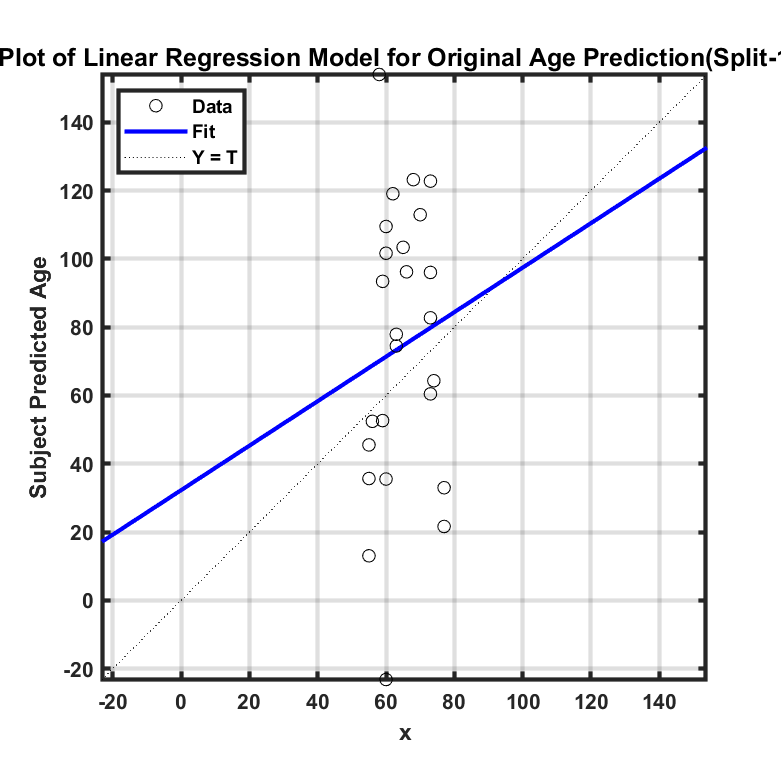 Plot of Linear Regression Model for Original Age Prediction(Split-1
Data
Fit
Y = T
140
120
100
80
60
40
20
0
-20
-20 0 20 40 60 80 100 120 140
Subject Predicted Age
x